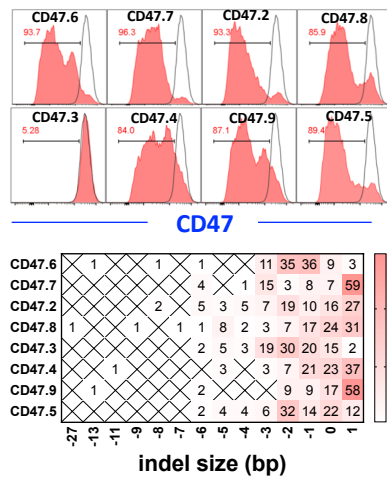 CD47.6 CD47.7 CD47.2 CD47.8
93.7 96.3 93.3 85.9
CD47.3 CD47.4 CD47.9 CD47.5
5.28 84.0 87.1 89.4
CD47
CD47.6 1 1 1 11 35 36 9 3
CD47.7 4 1 15 3 8 7 59
CD47.2 2 5 3 5 7 19 10 16 27
CD47.8 1 1 1 1 8 2 3 7 17 24 31
CD47.3 2 5 3 19 30 20 15 2
CD47.4 1 3 3 7 21 23 37
CD47.9 1 2 9 9 17 58
CD47.5 2 4 4 6 32 14 22 12
-27 -13 -11 -9 -8 -7 -6 -5 -4 -3 -2 -1 0 1
indel size (bp)